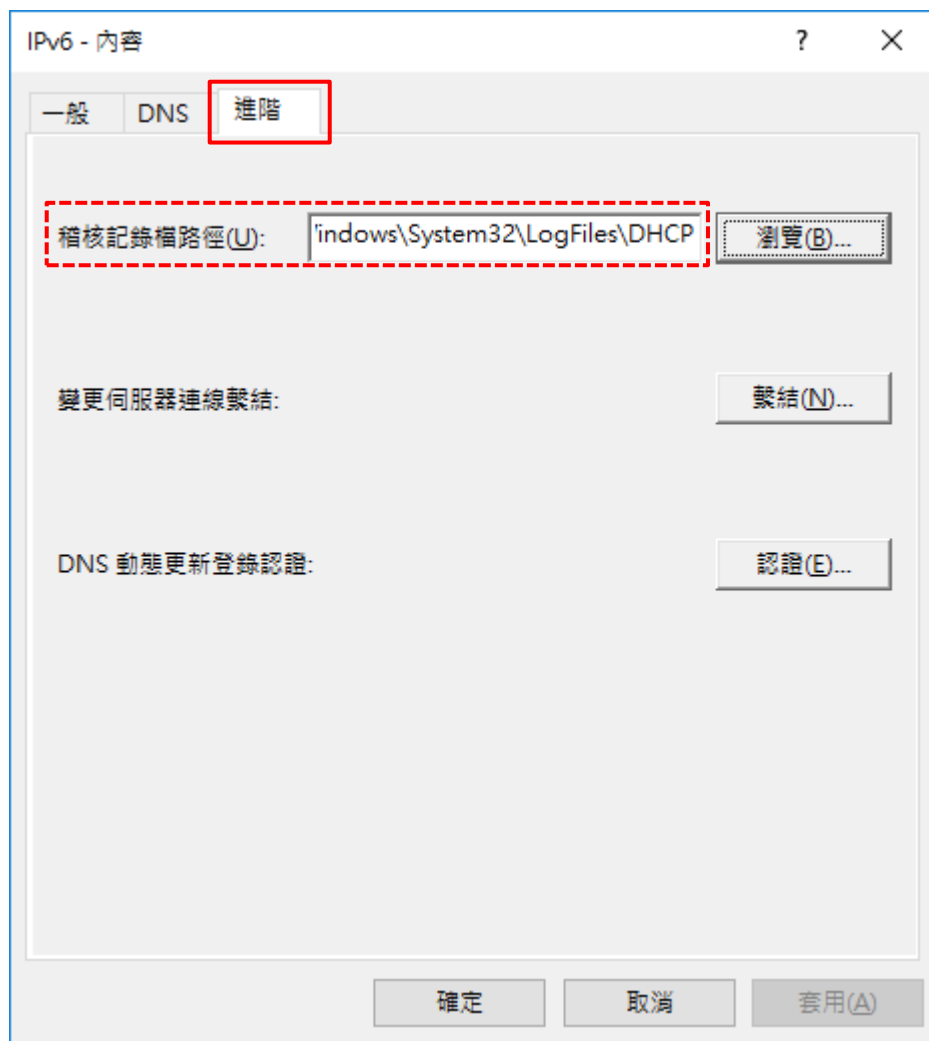 IPv6 - 內容 ?
一般 DNS 進階
稽核記錄檔路徑(U): indows\System32\LogFiles\DHCP 瀏覽(B)...
變更伺服器連線繫結: 繫結(N)...
DNS 動態更新登錄認證: 認證(E)...
確定 取消 套用(A)